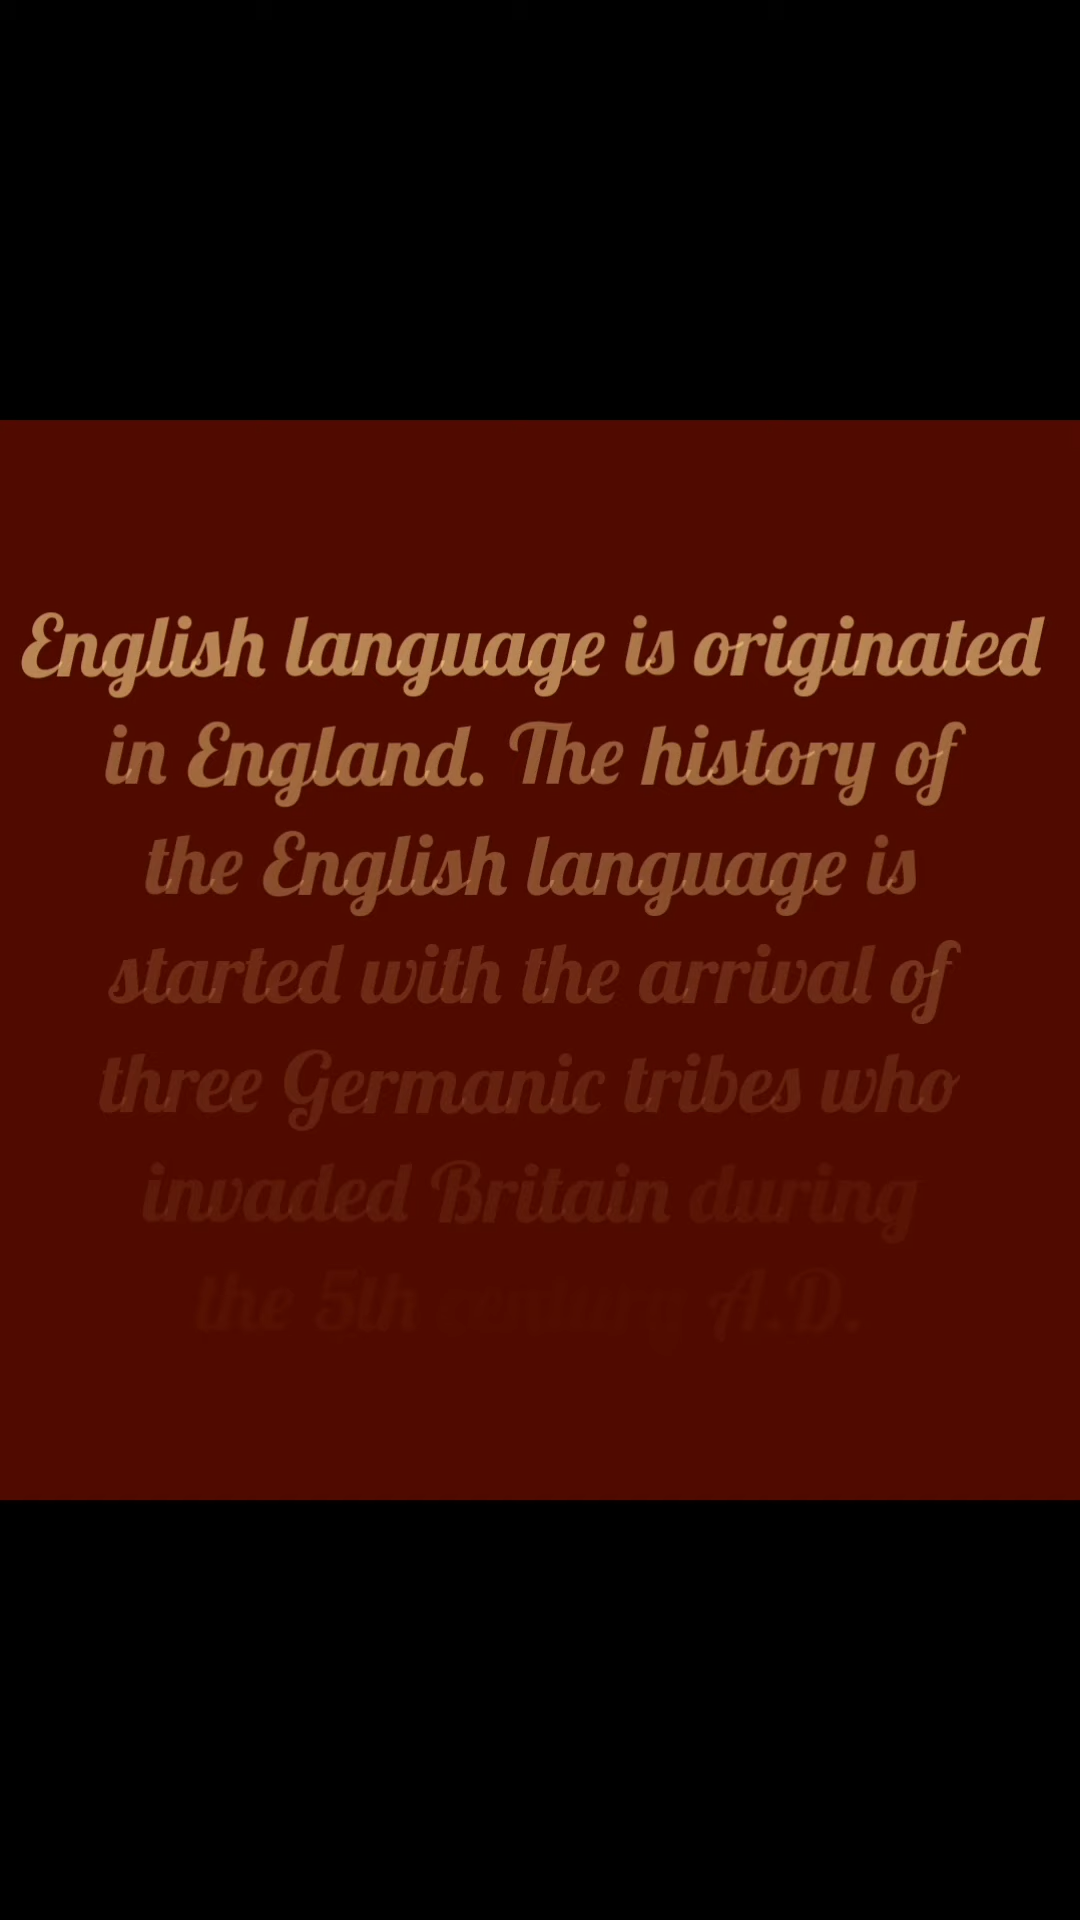 English language is originated
in England. The history of
the English language is
started with the arrival of
three Germanic tribes who
invaded Britain during
the 5th century A.D.